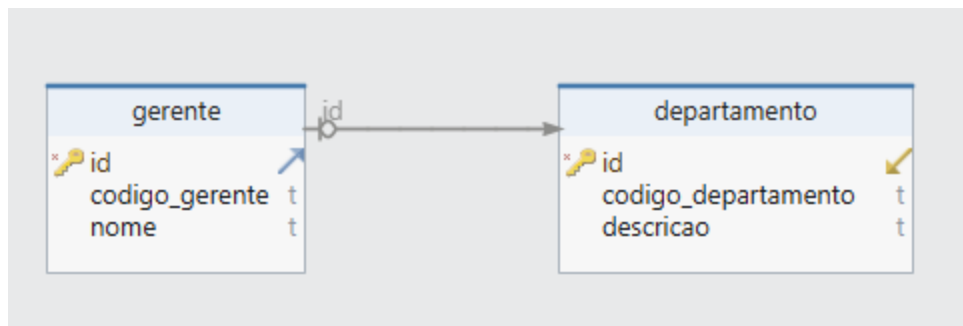 gerente
id
codigo_gerente t
nome t
id
departamento
id
codigo_departamento t
descricao t